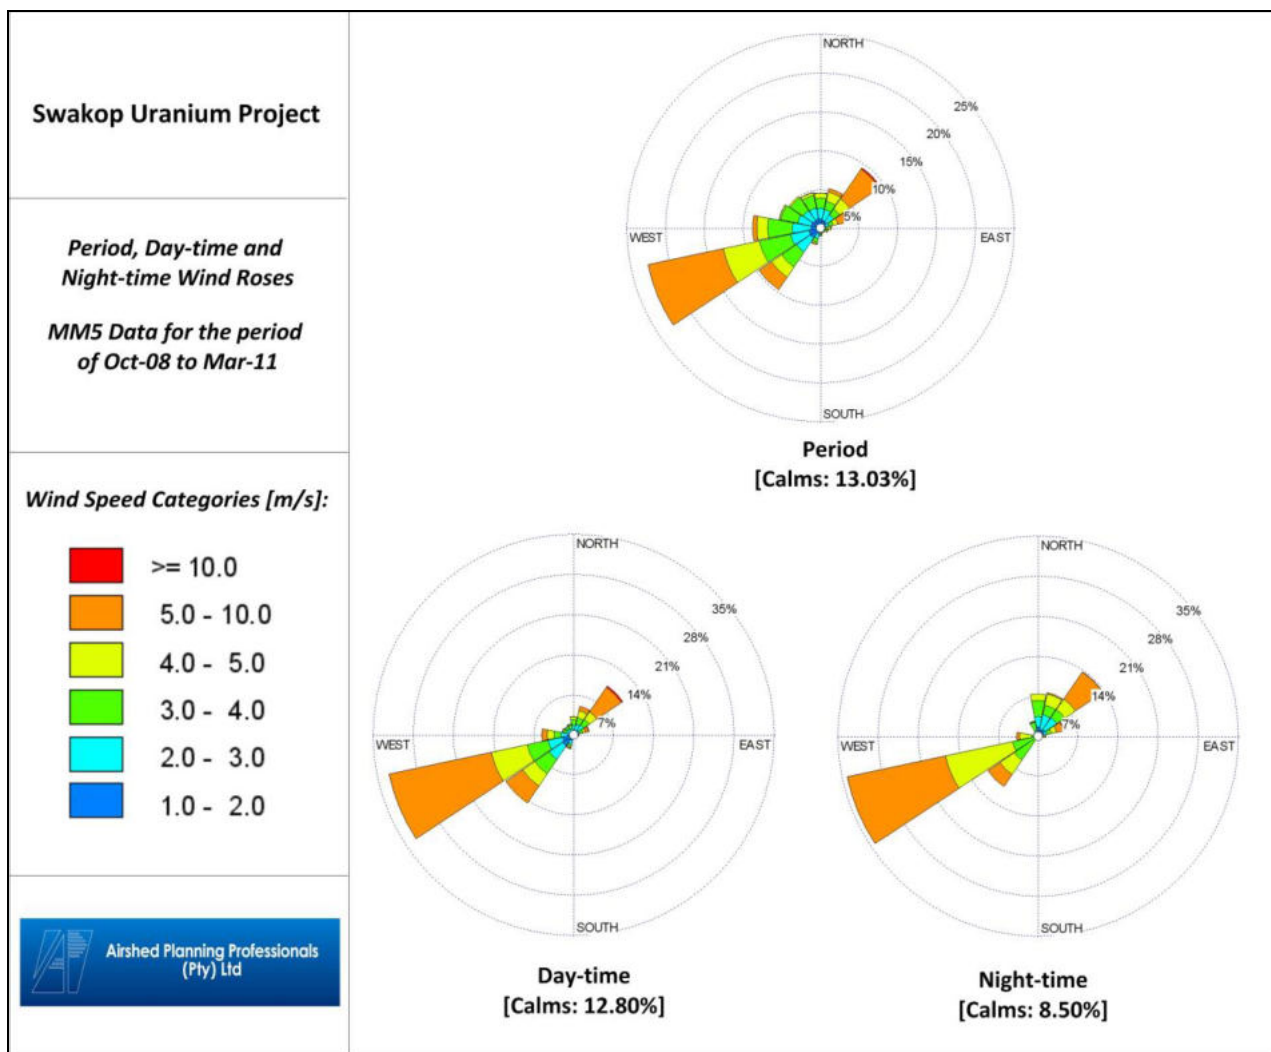 Swakop Uranium Project
Period, Day-time and
Night-time Wind Roses
MM5 Data for the period
of Oct-08 to Mar-11
Wind Speed Categories [m/s]:
>= 10.0
5.0 - 10.0
4.0 - 5.0
3.0 - 4.0
2.0 - 3.0
1.0 - 2.0
Airshed Planning Professionals
(Pty) Ltd
NORTH
25%
20%
15%
10%
5%
WEST
EAST
SOUTH
Period
[Calms: 13.03%]
NORTH
35%
28%
21%
14%
7%
WEST
EAST
SOUTH
Day-time
[Calms: 12.80%]
NORTH
35%
28%
21%
14%
7%
WEST
EAST
SOUTH
Night-time
[Calms: 8.50%]